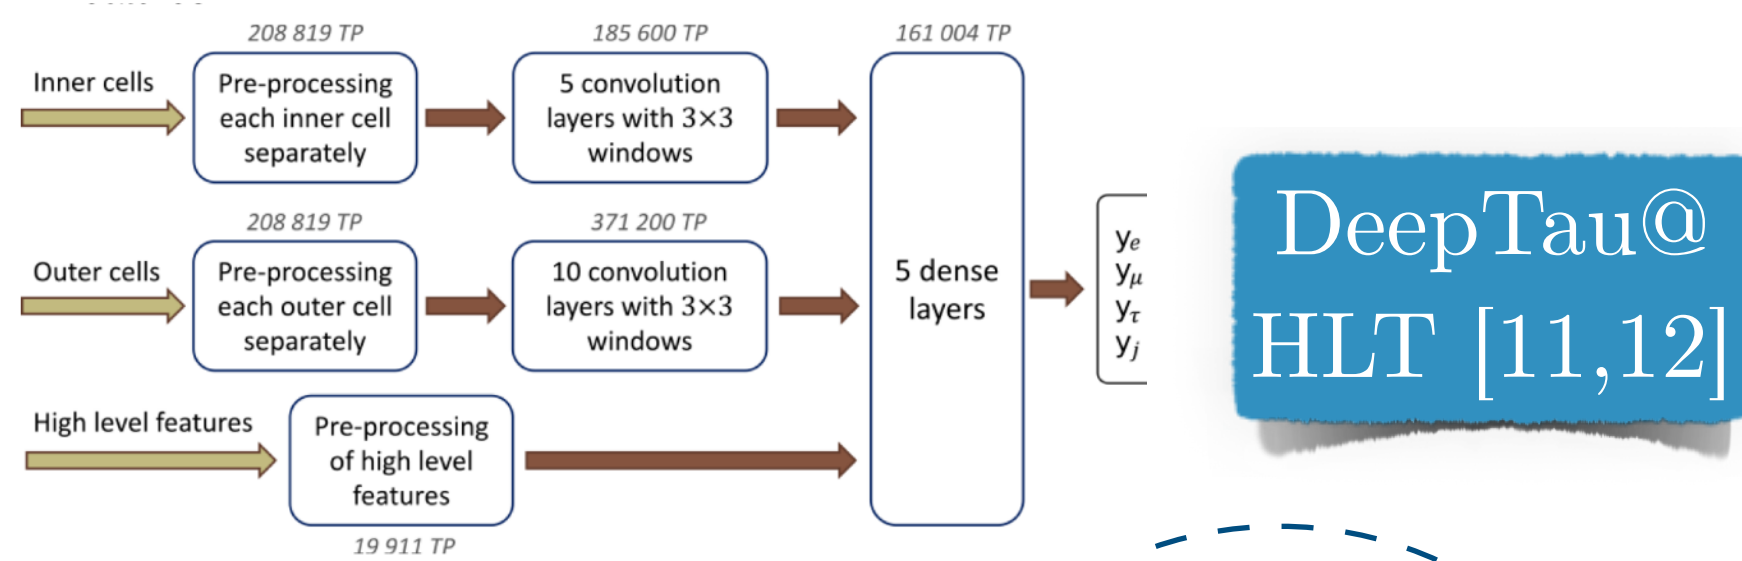 208 819 TP
185 600 TP
161 004 TP
Inner cells
Pre-processing
each inner cell
separately
5 convolution
layers with 3×3
windows
208 819 TP
371 200 TP
Outer cells
Pre-processing
each outer cell
separately
10 convolution
layers with 3×3
windows
5 dense
layers
yₑ
y_μ
y_τ
y_j
High level features
Pre-processing
of high level
features
19 911 TP
DeepTau@
HLT [11,12]